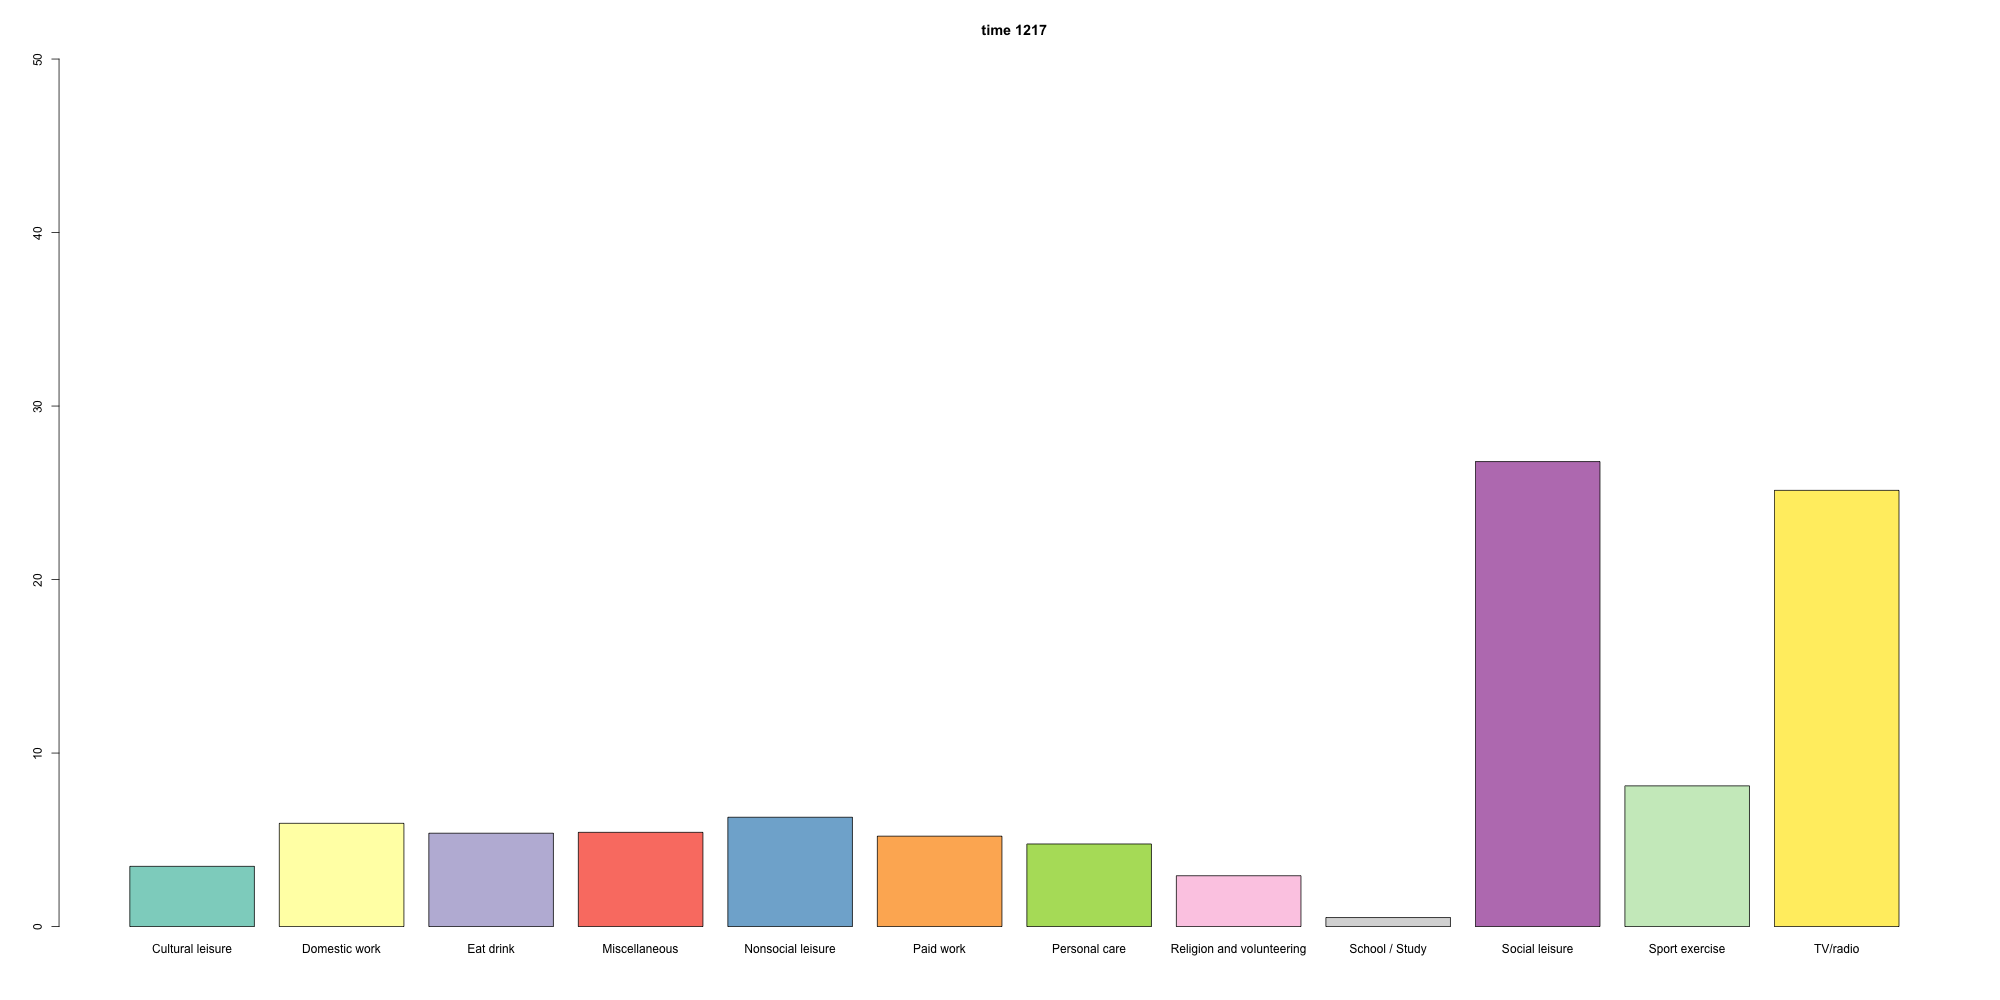 time 1217
50
40
30
20
10
0
Cultural leisure
Domestic work
Eat drink
Miscellaneous
Nonsocial leisure
Paid work
Personal care
Religion and volunteering
School / Study
Social leisure
Sport exercise
TV/radio